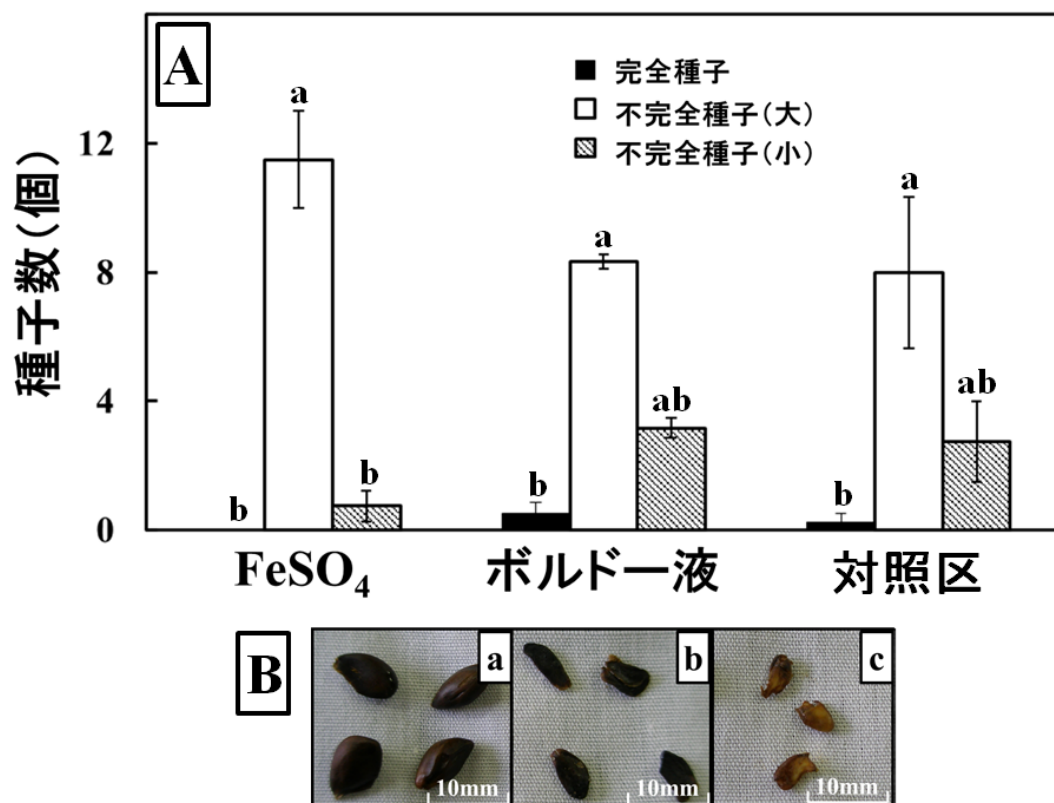 A
完全種子
不完全種子(大)
不完全種子(小)
種子数(個)
12
8
4
0
a
b
b
a
b
ab
a
b
ab
FeSO₄
ボルドー液
対照区
B
a
b
c
10mm
10mm
10mm